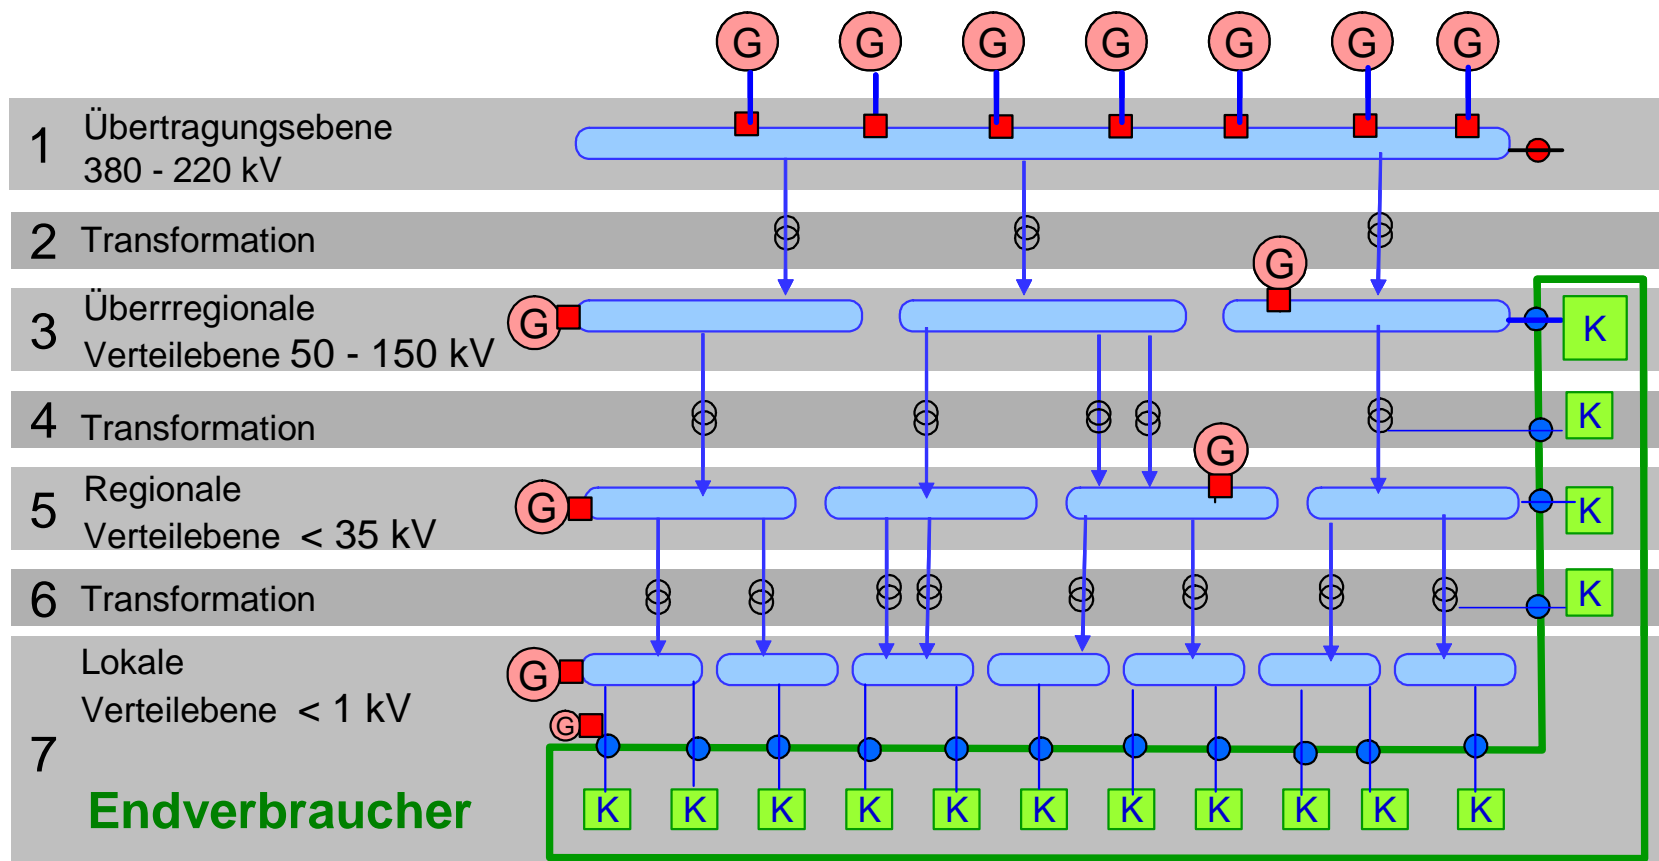 G G G G G G G
1 Übertragungsebene
380 - 220 kV
2 Transformation
G
3 Überrregionale
Verteilebene 50 - 150 kV
G
K
4 Transformation
K
G
5 Regionale
Verteilebene < 35 kV
G
K
6 Transformation
K
Lokale
Verteilebene < 1 kV
G
G
7
Endverbraucher
K K K K K K K K K K K